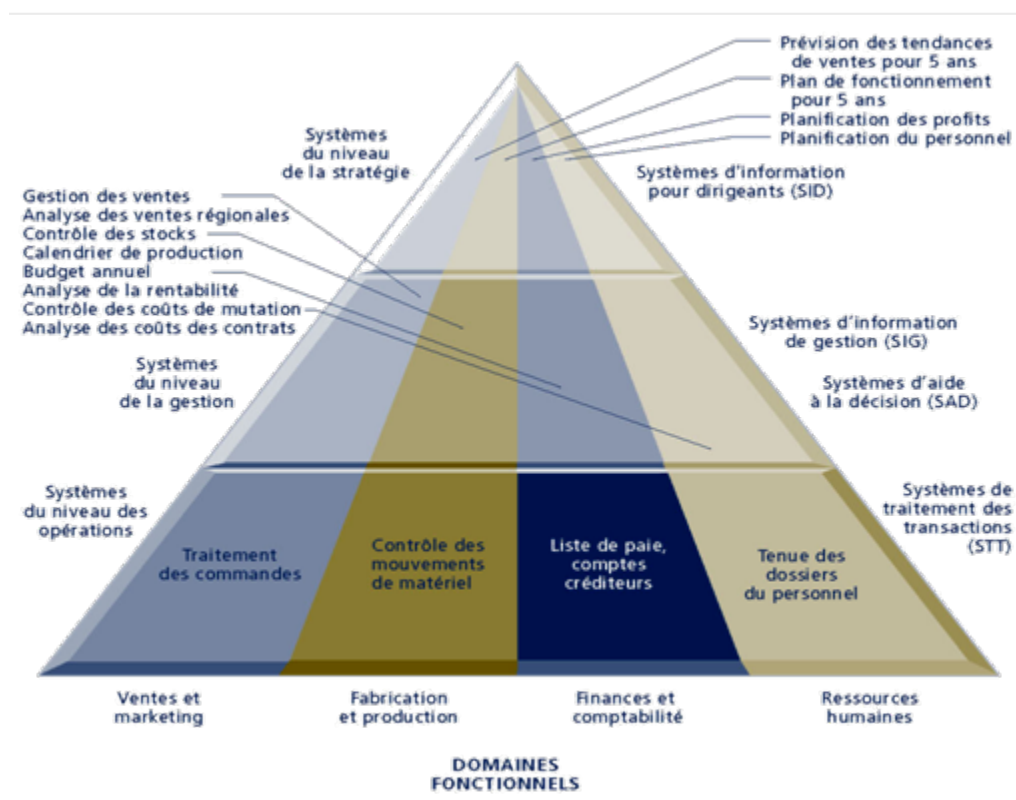 Prévision des tendances
de ventes pour 5 ans
Plan de fonctionnement
pour 5 ans
Planification des profits
Planification du personnel
Systèmes
du niveau
de la stratégie
Systèmes d'information
pour dirigeants (SID)
Gestion des ventes
Analyse des ventes régionales
Contrôle des stocks
Calendrier de production
Budget annuel
Analyse de la rentabilité
Contrôle des coûts de mutation
Analyse des coûts des contrats
Systèmes d'information
de gestion (SIG)
Systèmes
du niveau
de la gestion
Systèmes d'aide
à la décision (SAD)
Systèmes
du niveau des
opérations
Systèmes de
traitement des
transactions
(STT)
Traitement
des commandes
Contrôle des
mouvements
de matériel
Liste de paie,
comptes
créditeurs
Tenue des
dossiers
du personnel
Ventes et
marketing
Fabrication
et production
Finances et
comptabilité
Ressources
humaines
DOMAINES
FONCTIONNELS